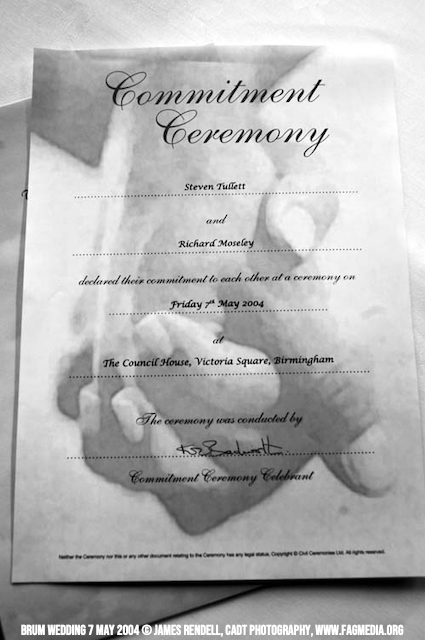 Commitment
Ceremony
Steven Tullett
and
Richard Moseley
declared their commitment to each other at a ceremony on
Friday 7th May 2004
at
The Council House, Victoria Square, Birmingham
The ceremony was conducted by
Commitment Ceremony Celebrant
Neither the Ceremony nor this or any other document relating to the Ceremony has any legal status. Copyright © Civil Ceremonies Ltd. All rights reserved.
BRUM WEDDING 7 MAY 2004 © JAMES RENDELL, CADT PHOTOGRAPHY, WWW.FAGMEDIA.ORG